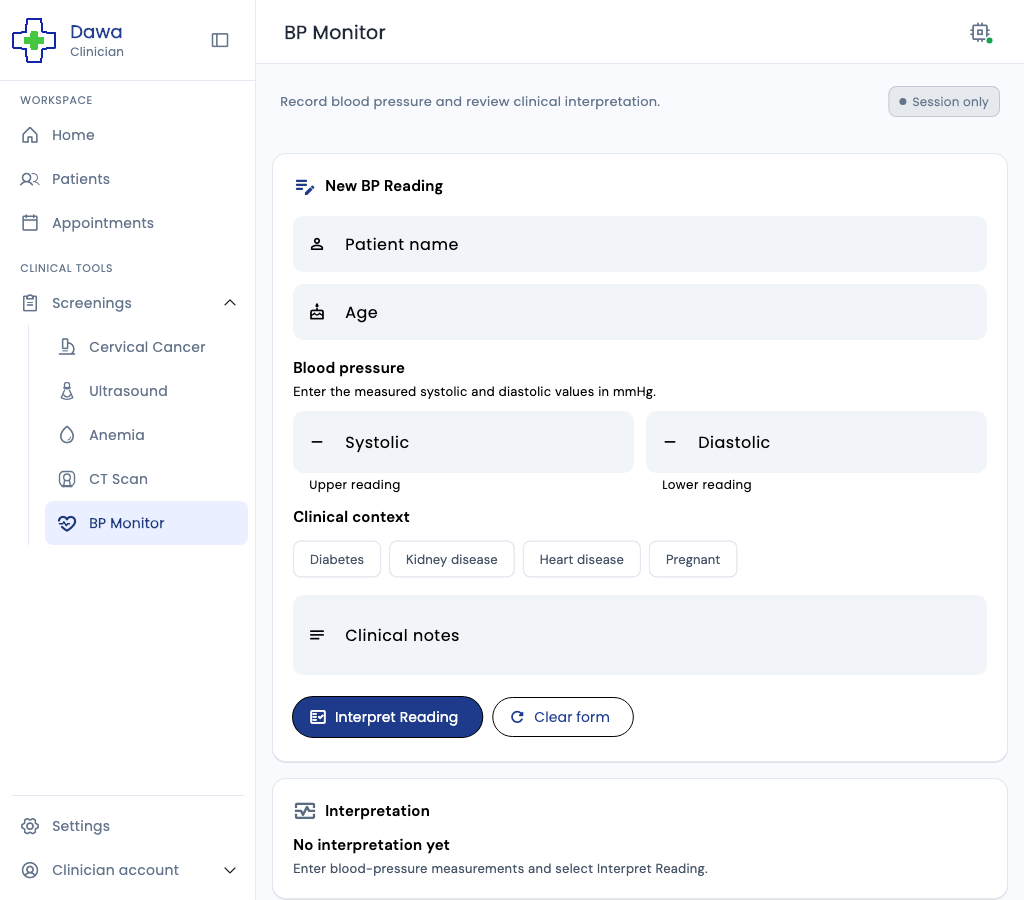 Dawa
Clinician
WORKSPACE
Home
Patients
Appointments
CLINICAL TOOLS
Screenings
Cervical Cancer
Ultrasound
Anemia
CT Scan
BP Monitor
Settings
Clinician account
BP Monitor
Record blood pressure and review clinical interpretation.
Session only
New BP Reading
Patient name
Age
Blood pressure
Enter the measured systolic and diastolic values in mmHg.
Systolic
Diastolic
Upper reading
Lower reading
Clinical context
Diabetes
Kidney disease
Heart disease
Pregnant
Clinical notes
Interpret Reading
Clear form
Interpretation
No interpretation yet
Enter blood-pressure measurements and select Interpret Reading.